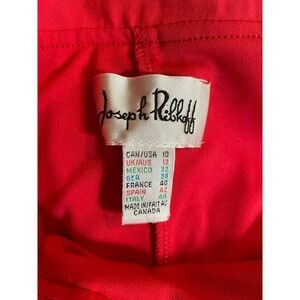 Joseph Ribkoff
CAN/USA 10
UK/AUS 12
MEXICO 32
GER 38
FRANCE 40
SPAIN 42
ITALY 44
MADE IN/FAIT AU
CANADA